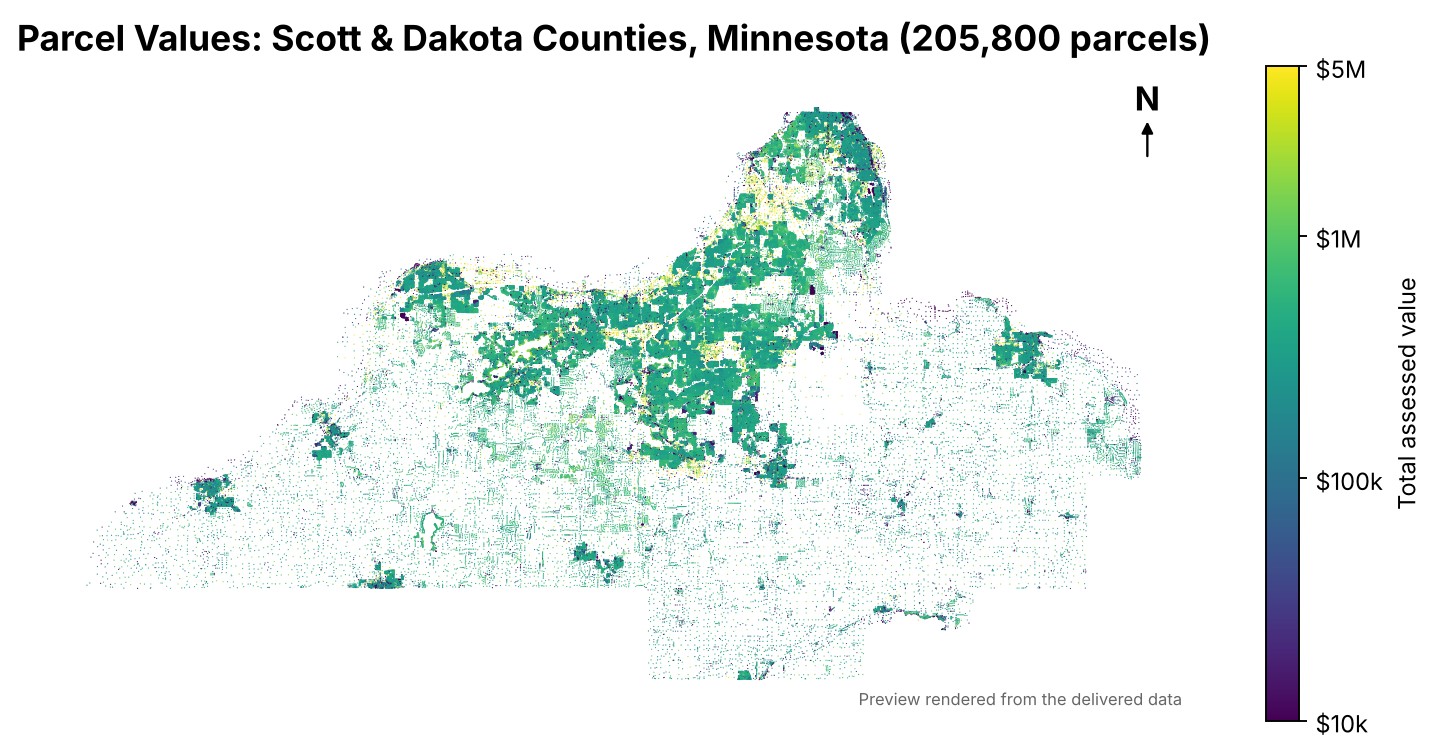 Parcel Values: Scott & Dakota Counties, Minnesota (205,800 parcels)
N
$5M
$1M
$100k
$10k
Total assessed value
Preview rendered from the delivered data